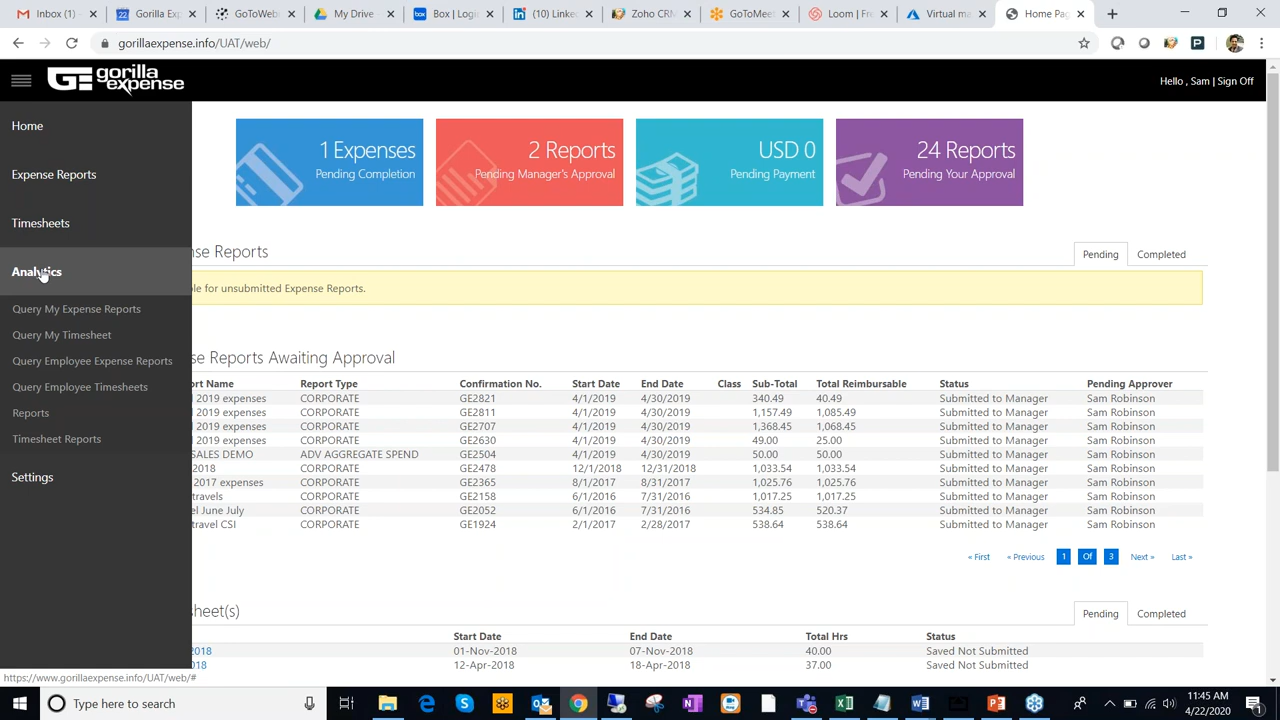 Gorilla
Google
My Driv
Box | Lo
(10) Lin
Zoho CRM
GoToMeet
Related
Virtual ma
Home Pag
gorillaexpense.info/UAT/web/
GE gorilla expense
Hello , Sam | Sign Off
Home
Expense Reports
Timesheets
Analytics
Query My Expense Reports
Query My Timesheet
Query Employee Expense Reports
Query Employee Timesheets
Reports
Timesheet Reports
Settings
1 Expenses
Pending Completion
2 Reports
Pending Manager's Approval
USD 0
Pending Payment
24 Reports
Pending Your Approval
nse Reports
Pending Completed
ble for unsubmitted Expense Reports.
se Reports Awaiting Approval
ort Name Report Type Confirmation No. Start Date End Date Class Sub-Total Total Reimbursable Status Pending Approver
2019 expenses CORPORATE GE2821 4/1/2019 4/30/2019 340.49 40.49 Submitted to Manager Sam Robinson
2019 expenses CORPORATE GE2811 4/1/2019 4/30/2019 1,157.49 1,085.49 Submitted to Manager Sam Robinson
2019 expenses CORPORATE GE2707 4/1/2019 4/30/2019 1,368.45 1,068.45 Submitted to Manager Sam Robinson
2019 expenses CORPORATE GE2630 4/1/2019 4/30/2019 49.00 25.00 Submitted to Manager Sam Robinson
SALES DEMO ADV AGGREGATE SPEND GE2504 4/1/2019 4/30/2019 50.00 50.00 Submitted to Manager Sam Robinson
2018 CORPORATE GE2478 12/1/2018 12/31/2018 1,033.54 1,033.54 Submitted to Manager Sam Robinson
2017 expenses CORPORATE GE2365 8/1/2017 8/31/2017 1,025.76 1,025.76 Submitted to Manager Sam Robinson
travels CORPORATE GE2158 6/1/2016 7/31/2016 1,017.25 1,017.25 Submitted to Manager Sam Robinson
el June July CORPORATE GE2052 6/1/2016 7/31/2016 534.85 520.37 Submitted to Manager Sam Robinson
travel CSI CORPORATE GE1924 2/1/2017 2/28/2017 538.64 538.64 Submitted to Manager Sam Robinson
« First « Previous 1 Of 3 Next » Last »
sheet(s)
Pending Completed
Start Date End Date Total Hrs Status
2018 01-Nov-2018 07-Nov-2018 40.00 Saved Not Submitted
018 12-Apr-2018 18-Apr-2018 37.00 Saved Not Submitted
https://www.gorillaexpense.info/UAT/web/#
Type here to search
11:45 AM
4/22/2020